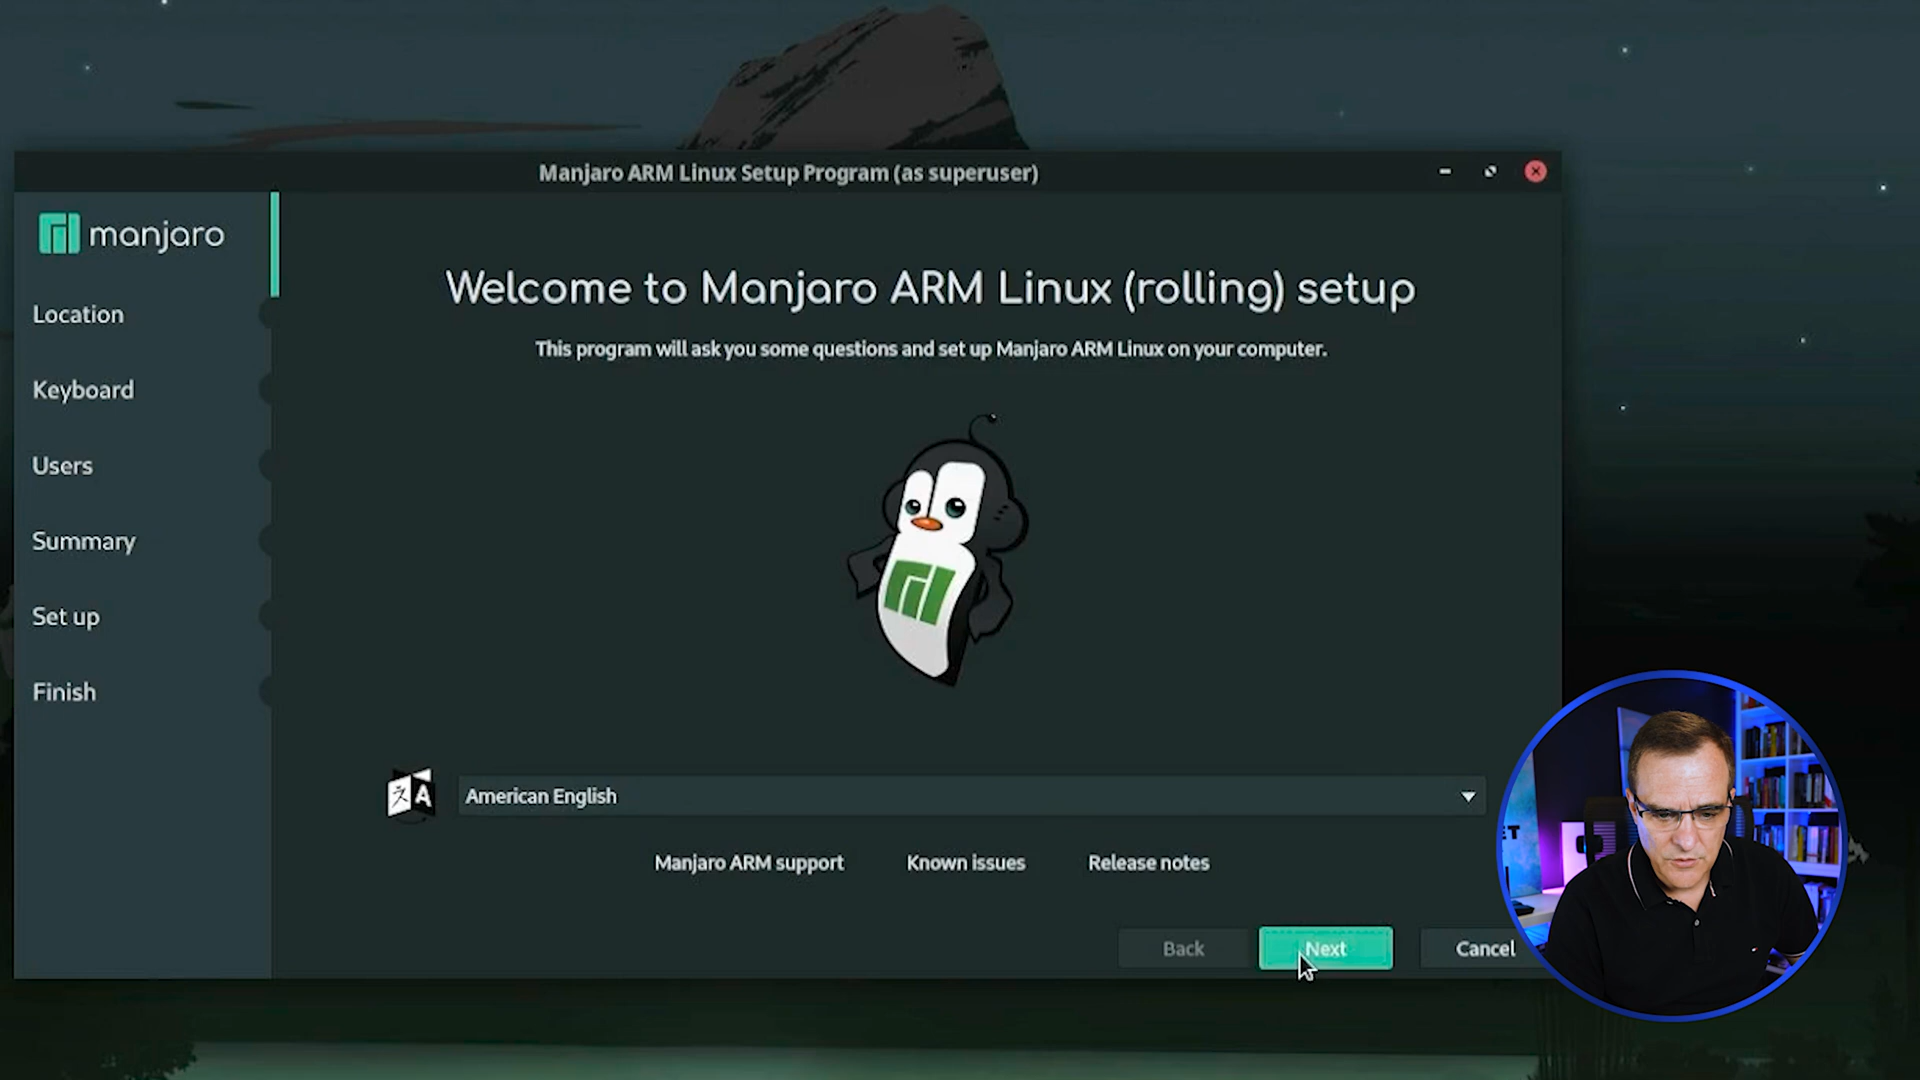 Manjaro ARM Linux Setup Program (as superuser)
manjaro
Location
Keyboard
Users
Summary
Set up
Finish
Welcome to Manjaro ARM Linux (rolling) setup
This program will ask you some questions and set up Manjaro ARM Linux on your computer.
American English
Manjaro ARM support Known issues Release notes
Back Next Cancel